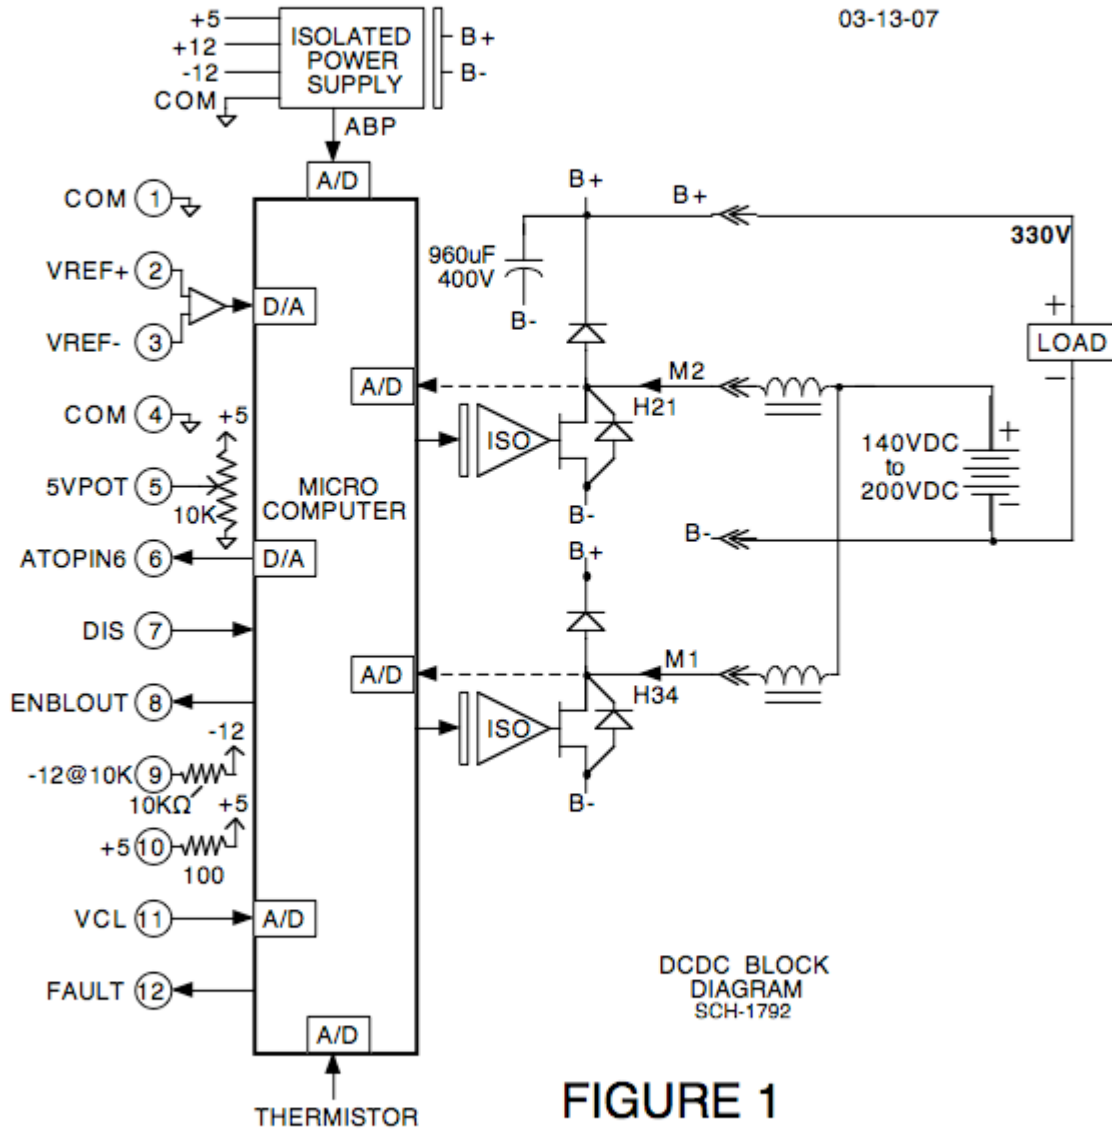 03-13-07
+5
+12
-12
COM
ISOLATED
POWER
SUPPLY
B+
B-
ABP
A/D
COM 1
VREF+ 2
VREF- 3
D/A
COM 4
+5
5VPOT 5
10K
ATOPIN6 6
D/A
DIS 7
ENBLOUT 8
-12
-12@10K 9
10KΩ
+5
+5 10
100
VCL 11
A/D
FAULT 12
A/D
THERMISTOR
MICRO
COMPUTER
A/D
A/D
B+
B+
330V
960uF
400V
B-
+
LOAD
-
M2
H21
ISO
B-
140VDC
to
200VDC
+
-
B-
B+
M1
H34
ISO
B-
DCDC BLOCK
DIAGRAM
SCH-1792
FIGURE 1